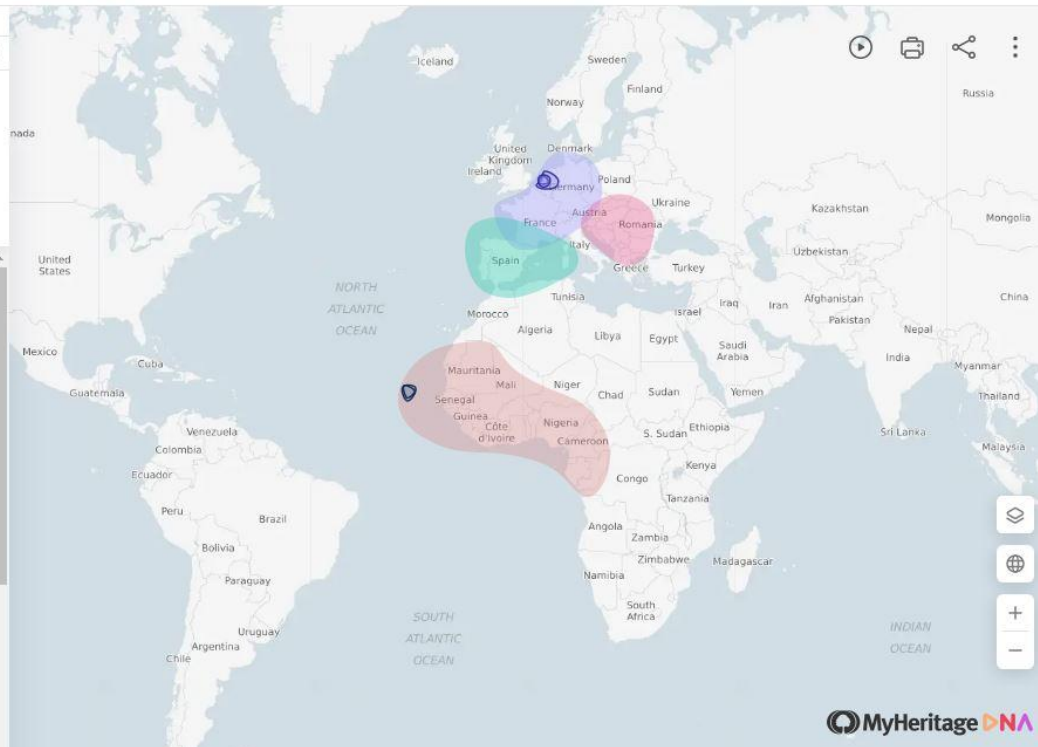 Iceland
Sweden
Finland
Norway
Russia
nada
United
Kingdom
Denmark
Ireland
Poland
ermany
Ukraine
Kazakhstan
Mongolia
France
Austria
Romania
Italy
Uzbekistan
United
States
Spain
Greece
Turkey
NORTH
ATLANTIC
OCEAN
Tunisia
Morocco
Israel
Iraq
Iran
Afghanistan
China
Pakistan
Algeria
Libya
Egypt
Nepal
Saudi
Arabia
Mexico
Cuba
India
Myanmar
Mauritania
Mali
Niger
Chad
Sudan
Yemen
Guatemala
Senegal
Thailand
Guinea
Côte
d'Ivoire
Nigeria
Cameroon
S. Sudan
Ethiopia
Sri Lanka
Venezuela
Colombia
Malaysia
Ecuador
Congo
Kenya
Tanzania
Peru
Brazil
Angola
Zambia
Bolivia
Zimbabwe
Madagascar
Paraguay
Namibia
South
Africa
SOUTH
ATLANTIC
OCEAN
Uruguay
Argentina
Chile
INDIAN
OCEAN
MyHeritage DNA